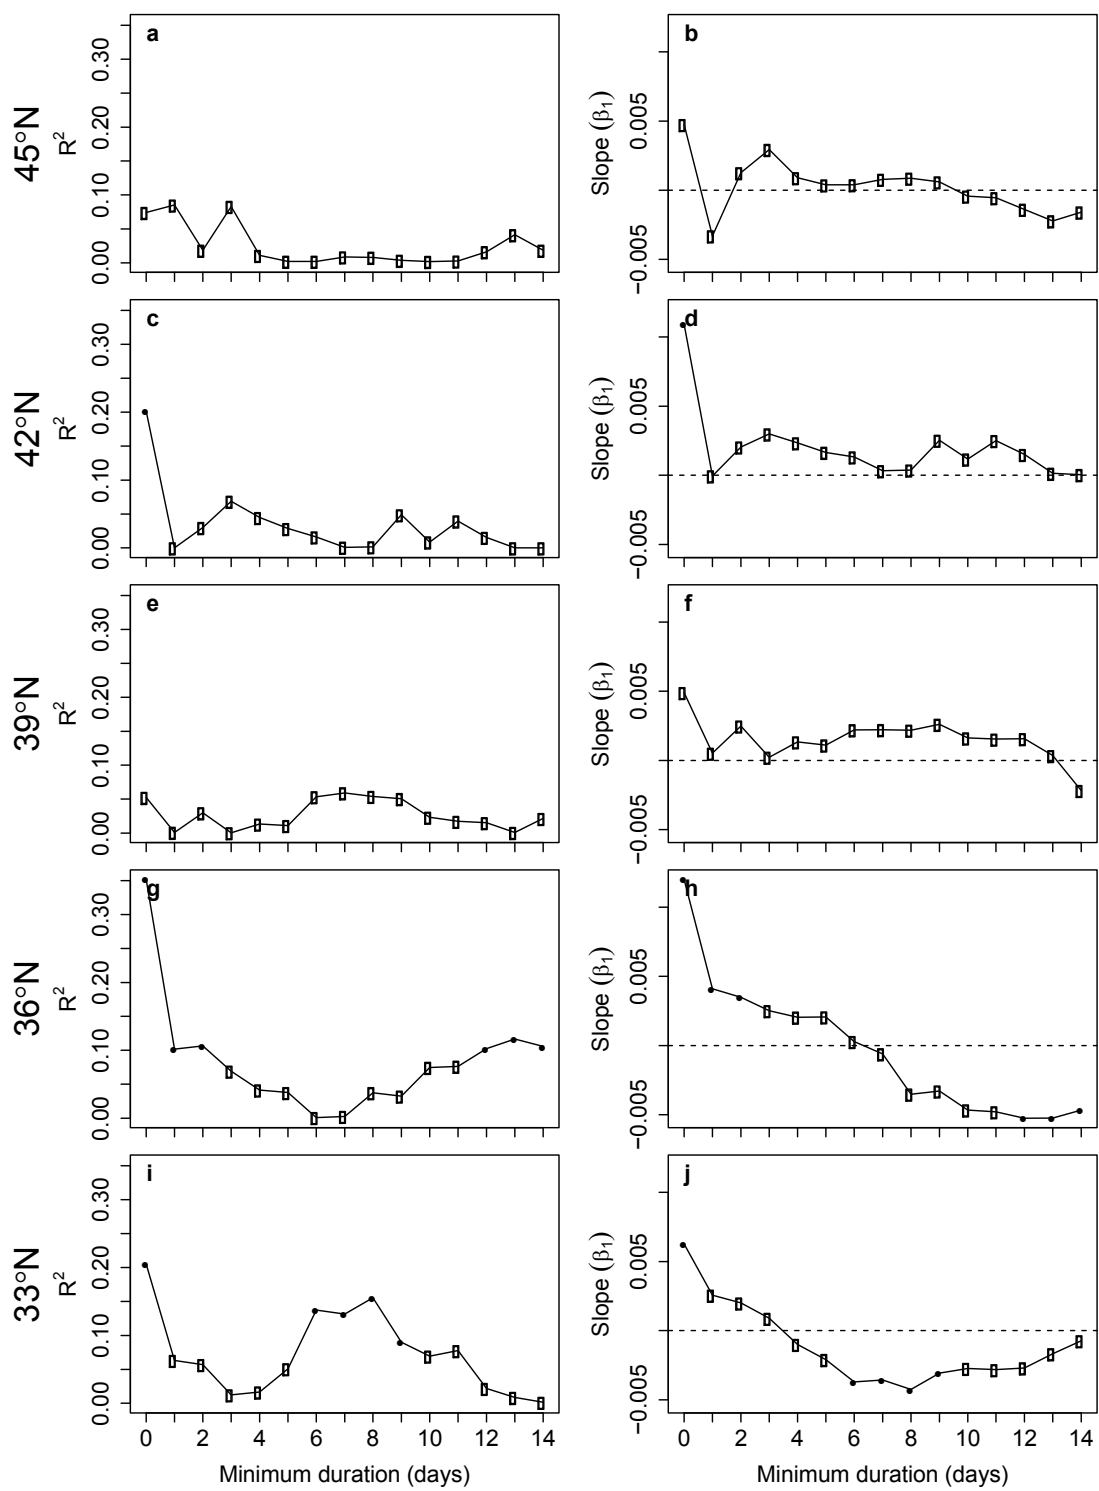 a
b
45°N
R²
0.00 0.10 0.20 0.30
Slope (β₁)
−0.005 0.005
c
d
42°N
R²
0.00 0.10 0.20 0.30
Slope (β₁)
−0.005 0.005
e
f
39°N
R²
0.00 0.10 0.20 0.30
Slope (β₁)
−0.005 0.005
g
h
36°N
R²
0.00 0.10 0.20 0.30
Slope (β₁)
−0.005 0.005
i
j
33°N
R²
0.00 0.10 0.20 0.30
Slope (β₁)
−0.005 0.005
0 2 4 6 8 10 12 14
0 2 4 6 8 10 12 14
Minimum duration (days)
Minimum duration (days)